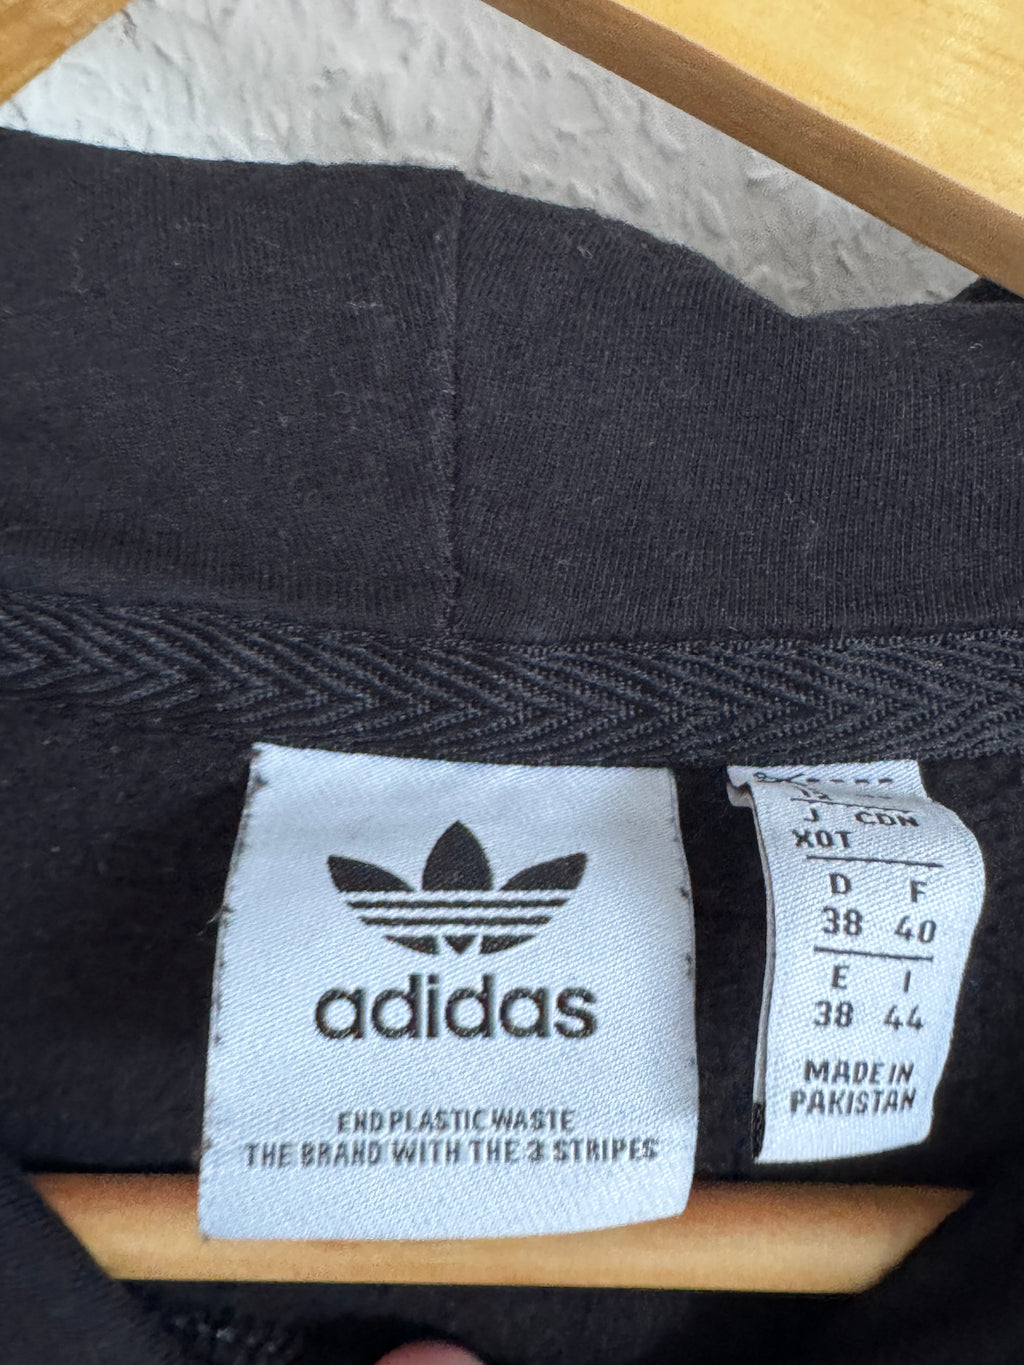 adidas
END PLASTIC WASTE
THE BRAND WITH THE 3 STRIPES
J CDN
XOT
D F
38 40
E I
38 44
MADE IN
PAKISTAN